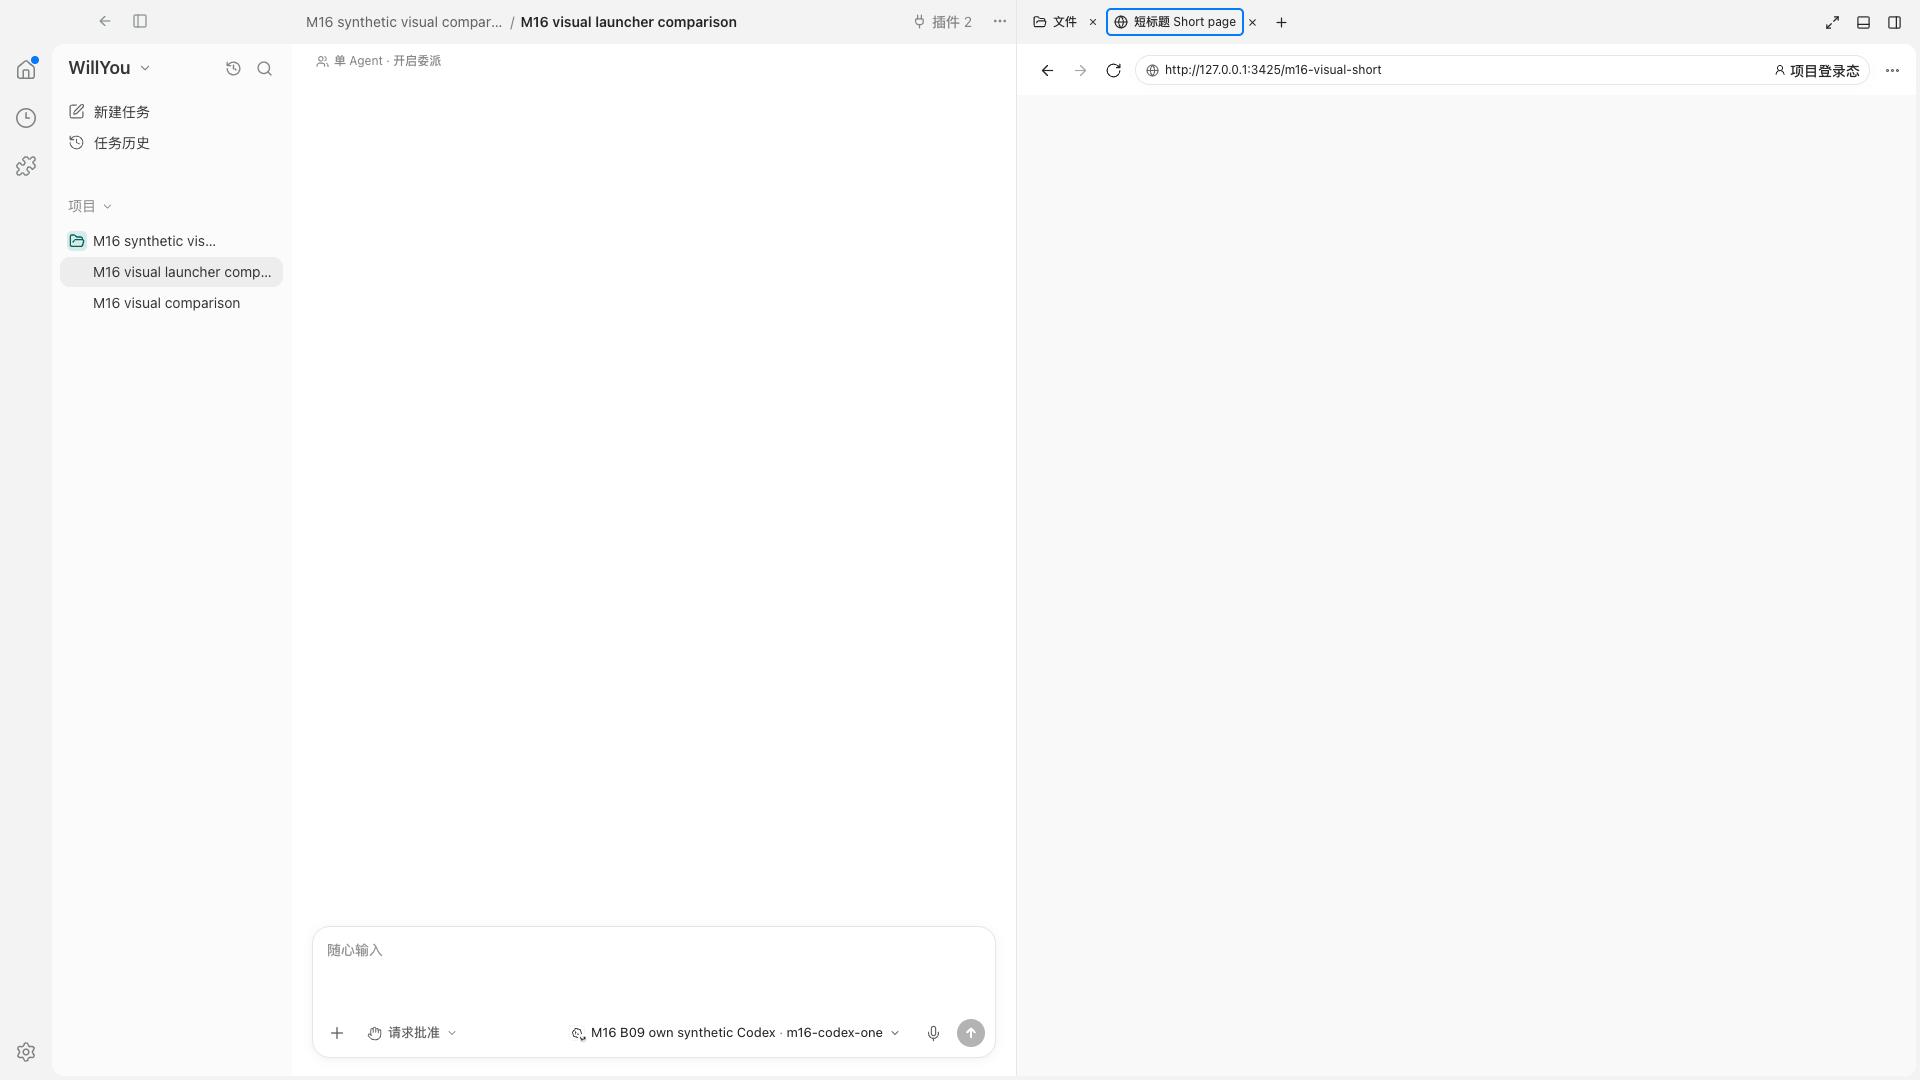 M16 synthetic visual compar... / M16 visual launcher comparison
插件 2
文件
短标题 Short page
WillYou
新建任务
任务历史
项目
M16 synthetic vis...
M16 visual launcher comp...
M16 visual comparison
单 Agent · 开启委派
http://127.0.0.1:3425/m16-visual-short
项目登录态
随心输入
请求批准
M16 B09 own synthetic Codex · m16-codex-one